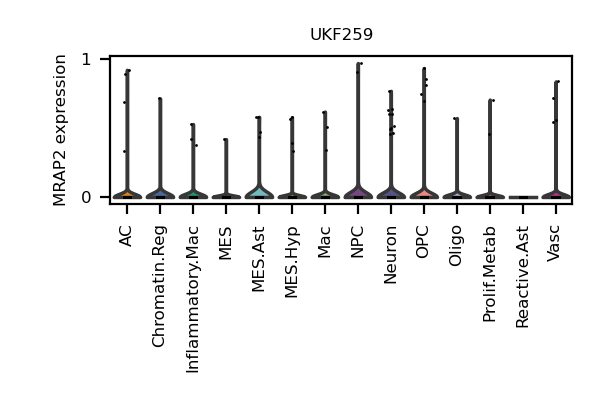 UKF259
MRAP2 expression
1
0
AC
Chromatin.Reg
Inflammatory.Mac
MES
MES.Ast
MES.Hyp
Mac
NPC
Neuron
OPC
Oligo
Prolif.Metab
Reactive.Ast
Vasc